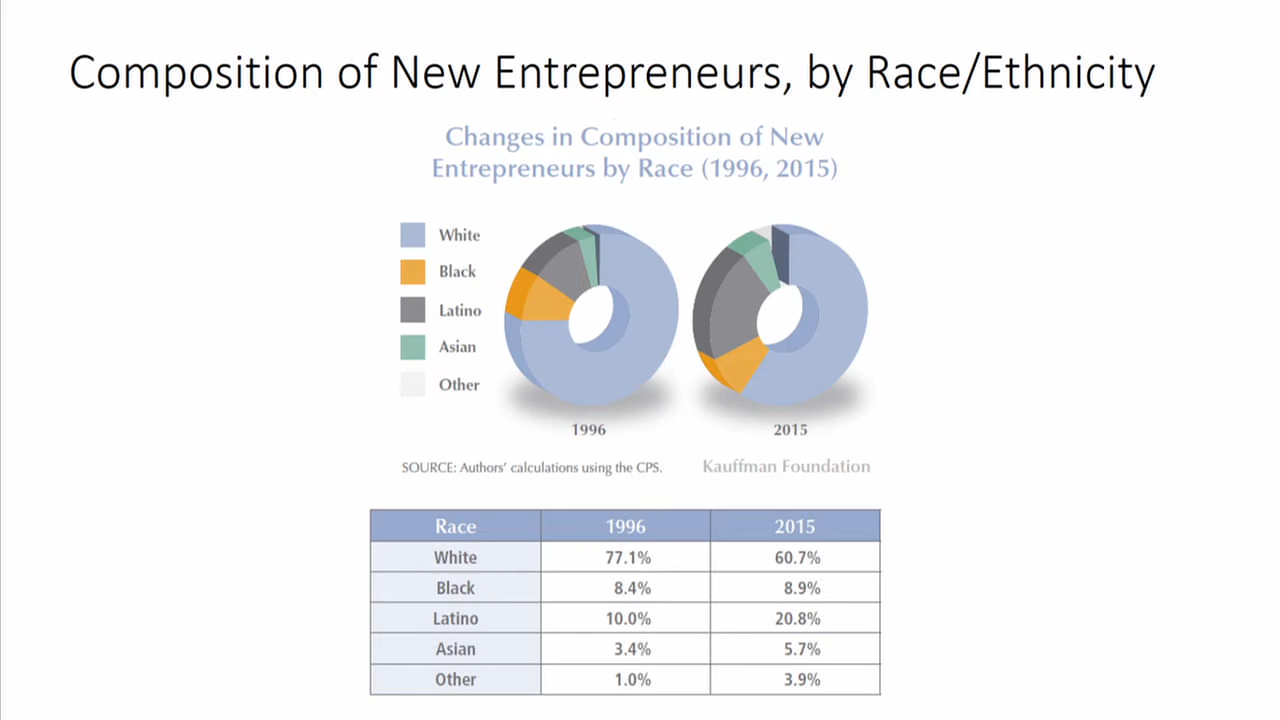 Composition of New Entrepreneurs, by Race/Ethnicity
Changes in Composition of New
Entrepreneurs by Race (1996, 2015)
White
Black
Latino
Asian
Other
1996
2015
SOURCE: Authors' calculations using the CPS.
Kauffman Foundation
Race 1996 2015
White 77.1% 60.7%
Black 8.4% 8.9%
Latino 10.0% 20.8%
Asian 3.4% 5.7%
Other 1.0% 3.9%